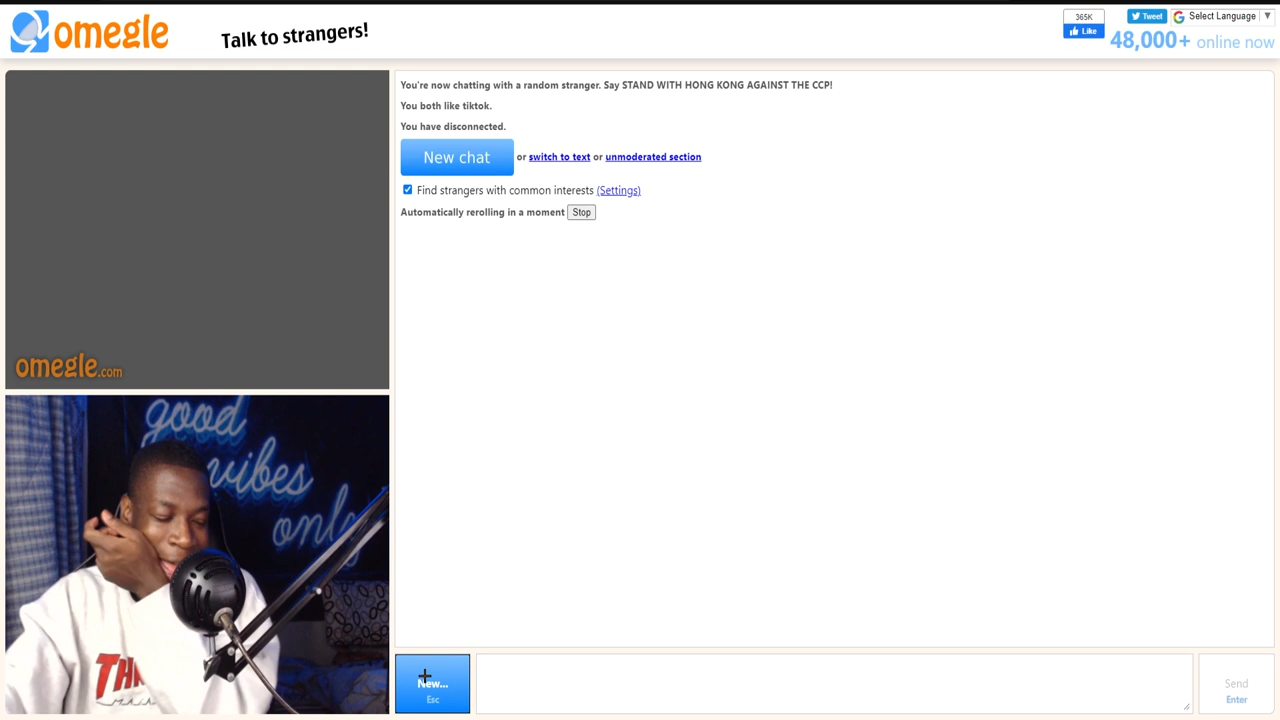 omegle
Talk to strangers!
365K
Like
Tweet
Select Language
48,000+ online now
You're now chatting with a random stranger. Say STAND WITH HONG KONG AGAINST THE CCP!
You both like tiktok.
You have disconnected.
New chat or switch to text or unmoderated section
Find strangers with common interests (Settings)
Automatically rerolling in a moment Stop
omegle.com
good
vibes
only
New...
Esc
Send
Enter